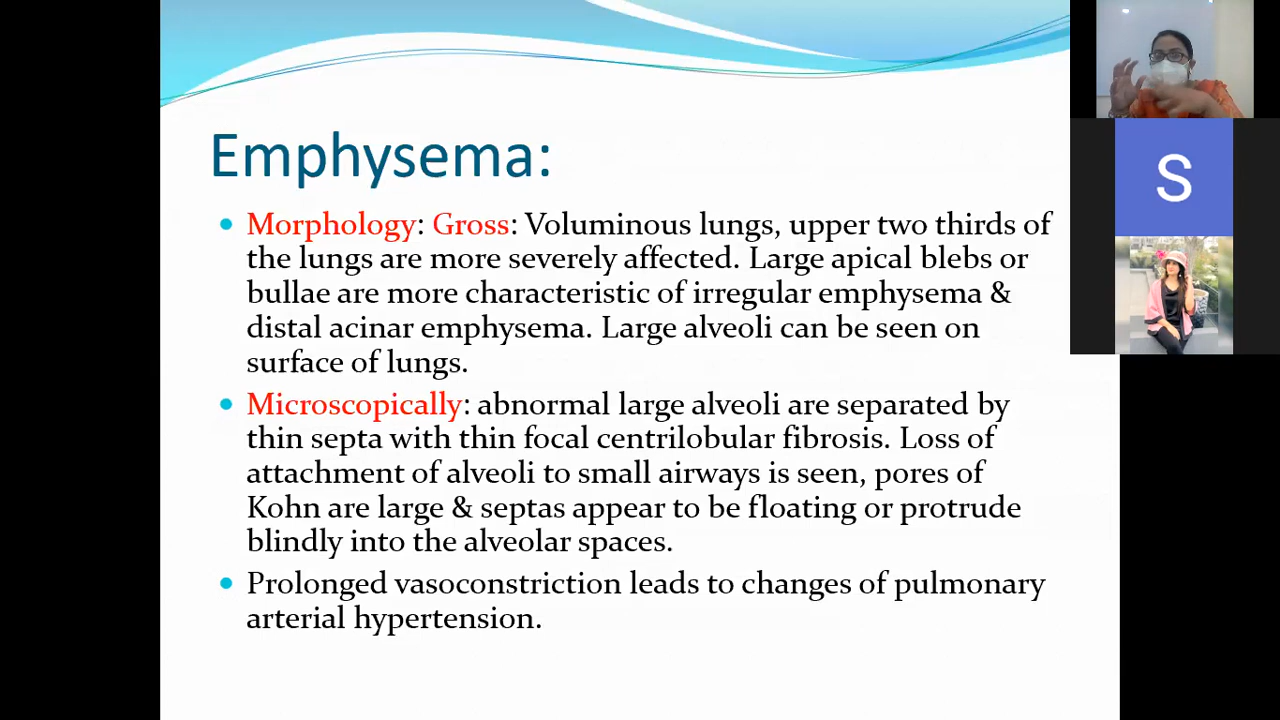 Emphysema:
Morphology: Gross: Voluminous lungs, upper two thirds of
the lungs are more severely affected. Large apical blebs or
bullae are more characteristic of irregular emphysema &
distal acinar emphysema. Large alveoli can be seen on
surface of lungs.
Microscopically: abnormal large alveoli are separated by
thin septa with thin focal centrilobular fibrosis. Loss of
attachment of alveoli to small airways is seen, pores of
Kohn are large & septas appear to be floating or protrude
blindly into the alveolar spaces.
Prolonged vasoconstriction leads to changes of pulmonary
arterial hypertension.
S